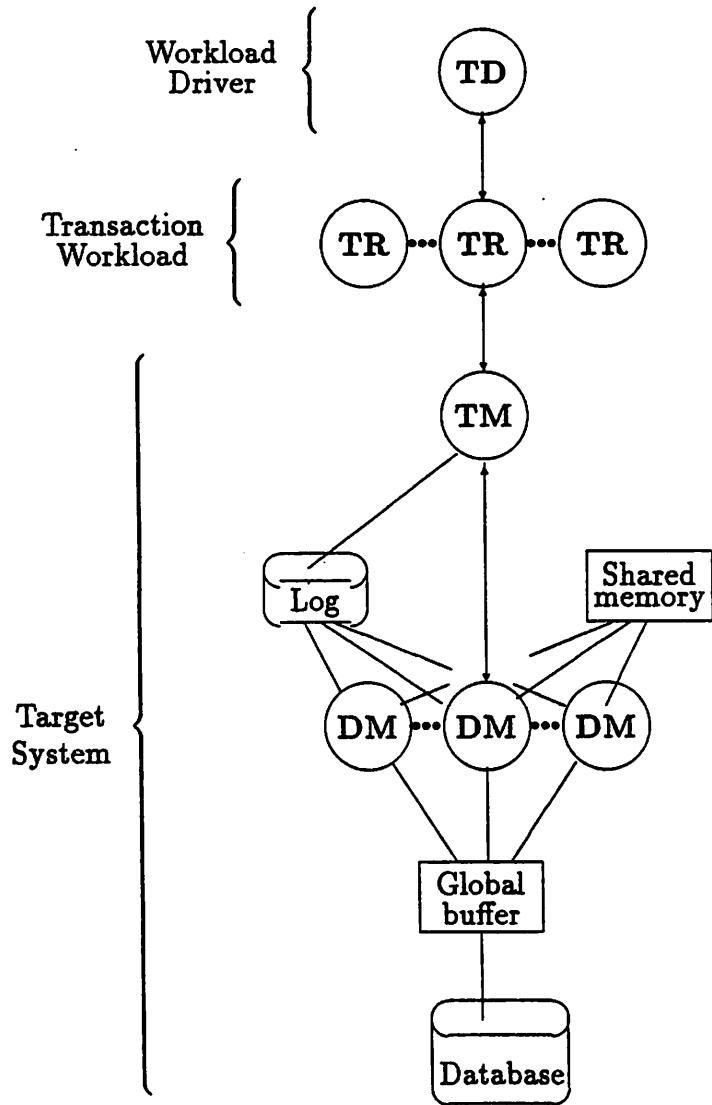 Workload
Driver
TD
Transaction
Workload
TR
TR
TR
TM
Log
Shared
memory
Target
System
DM
DM
DM
Global
buffer
Database